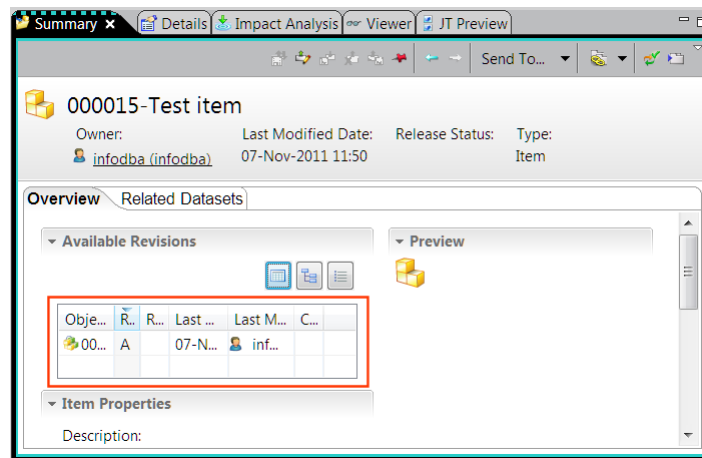 Summary Details Impact Analysis Viewer JT Preview
Send To...
000015-Test item
Owner: Last Modified Date: Release Status: Type:
infodba (infodba) 07-Nov-2011 11:50 Item
Overview Related Datasets
Available Revisions Preview
Obje... R.. R... Last ... Last M... C...
00... A 07-N... inf...
Item Properties
Description: